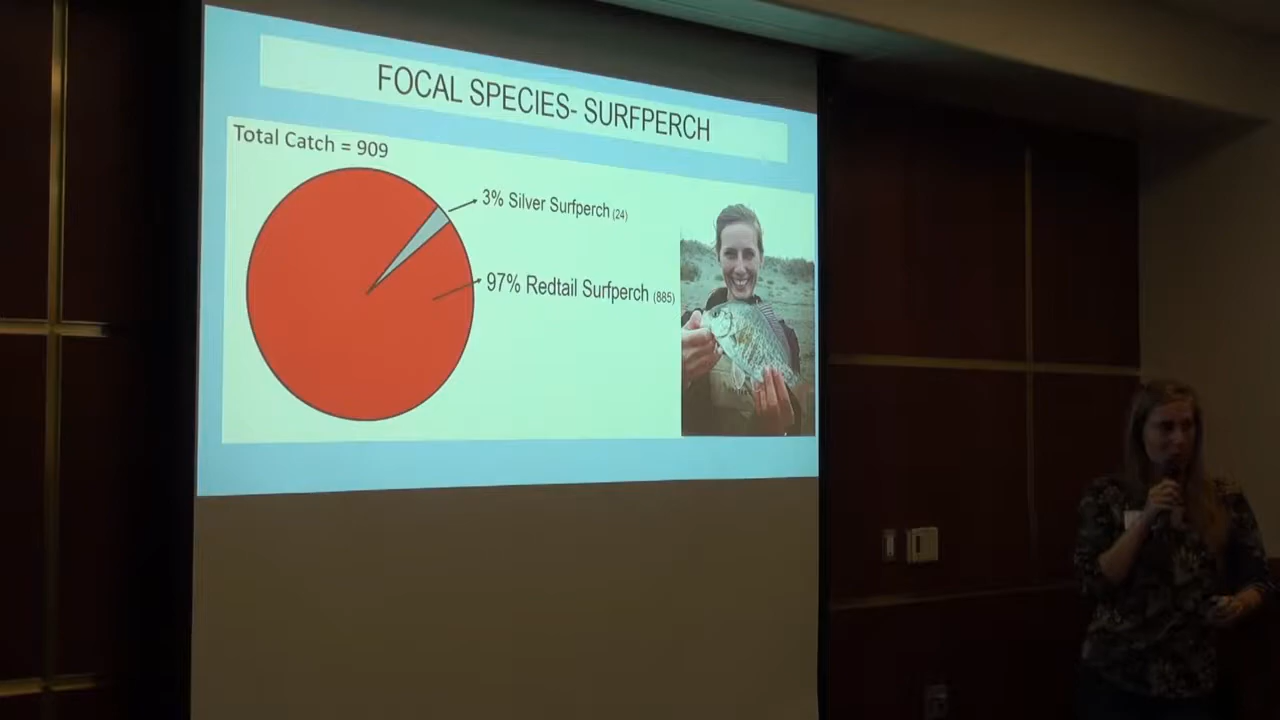 FOCAL SPECIES- SURFPERCH
Total Catch = 909
3% Silver Surfperch (24)
97% Redtail Surfperch (885)